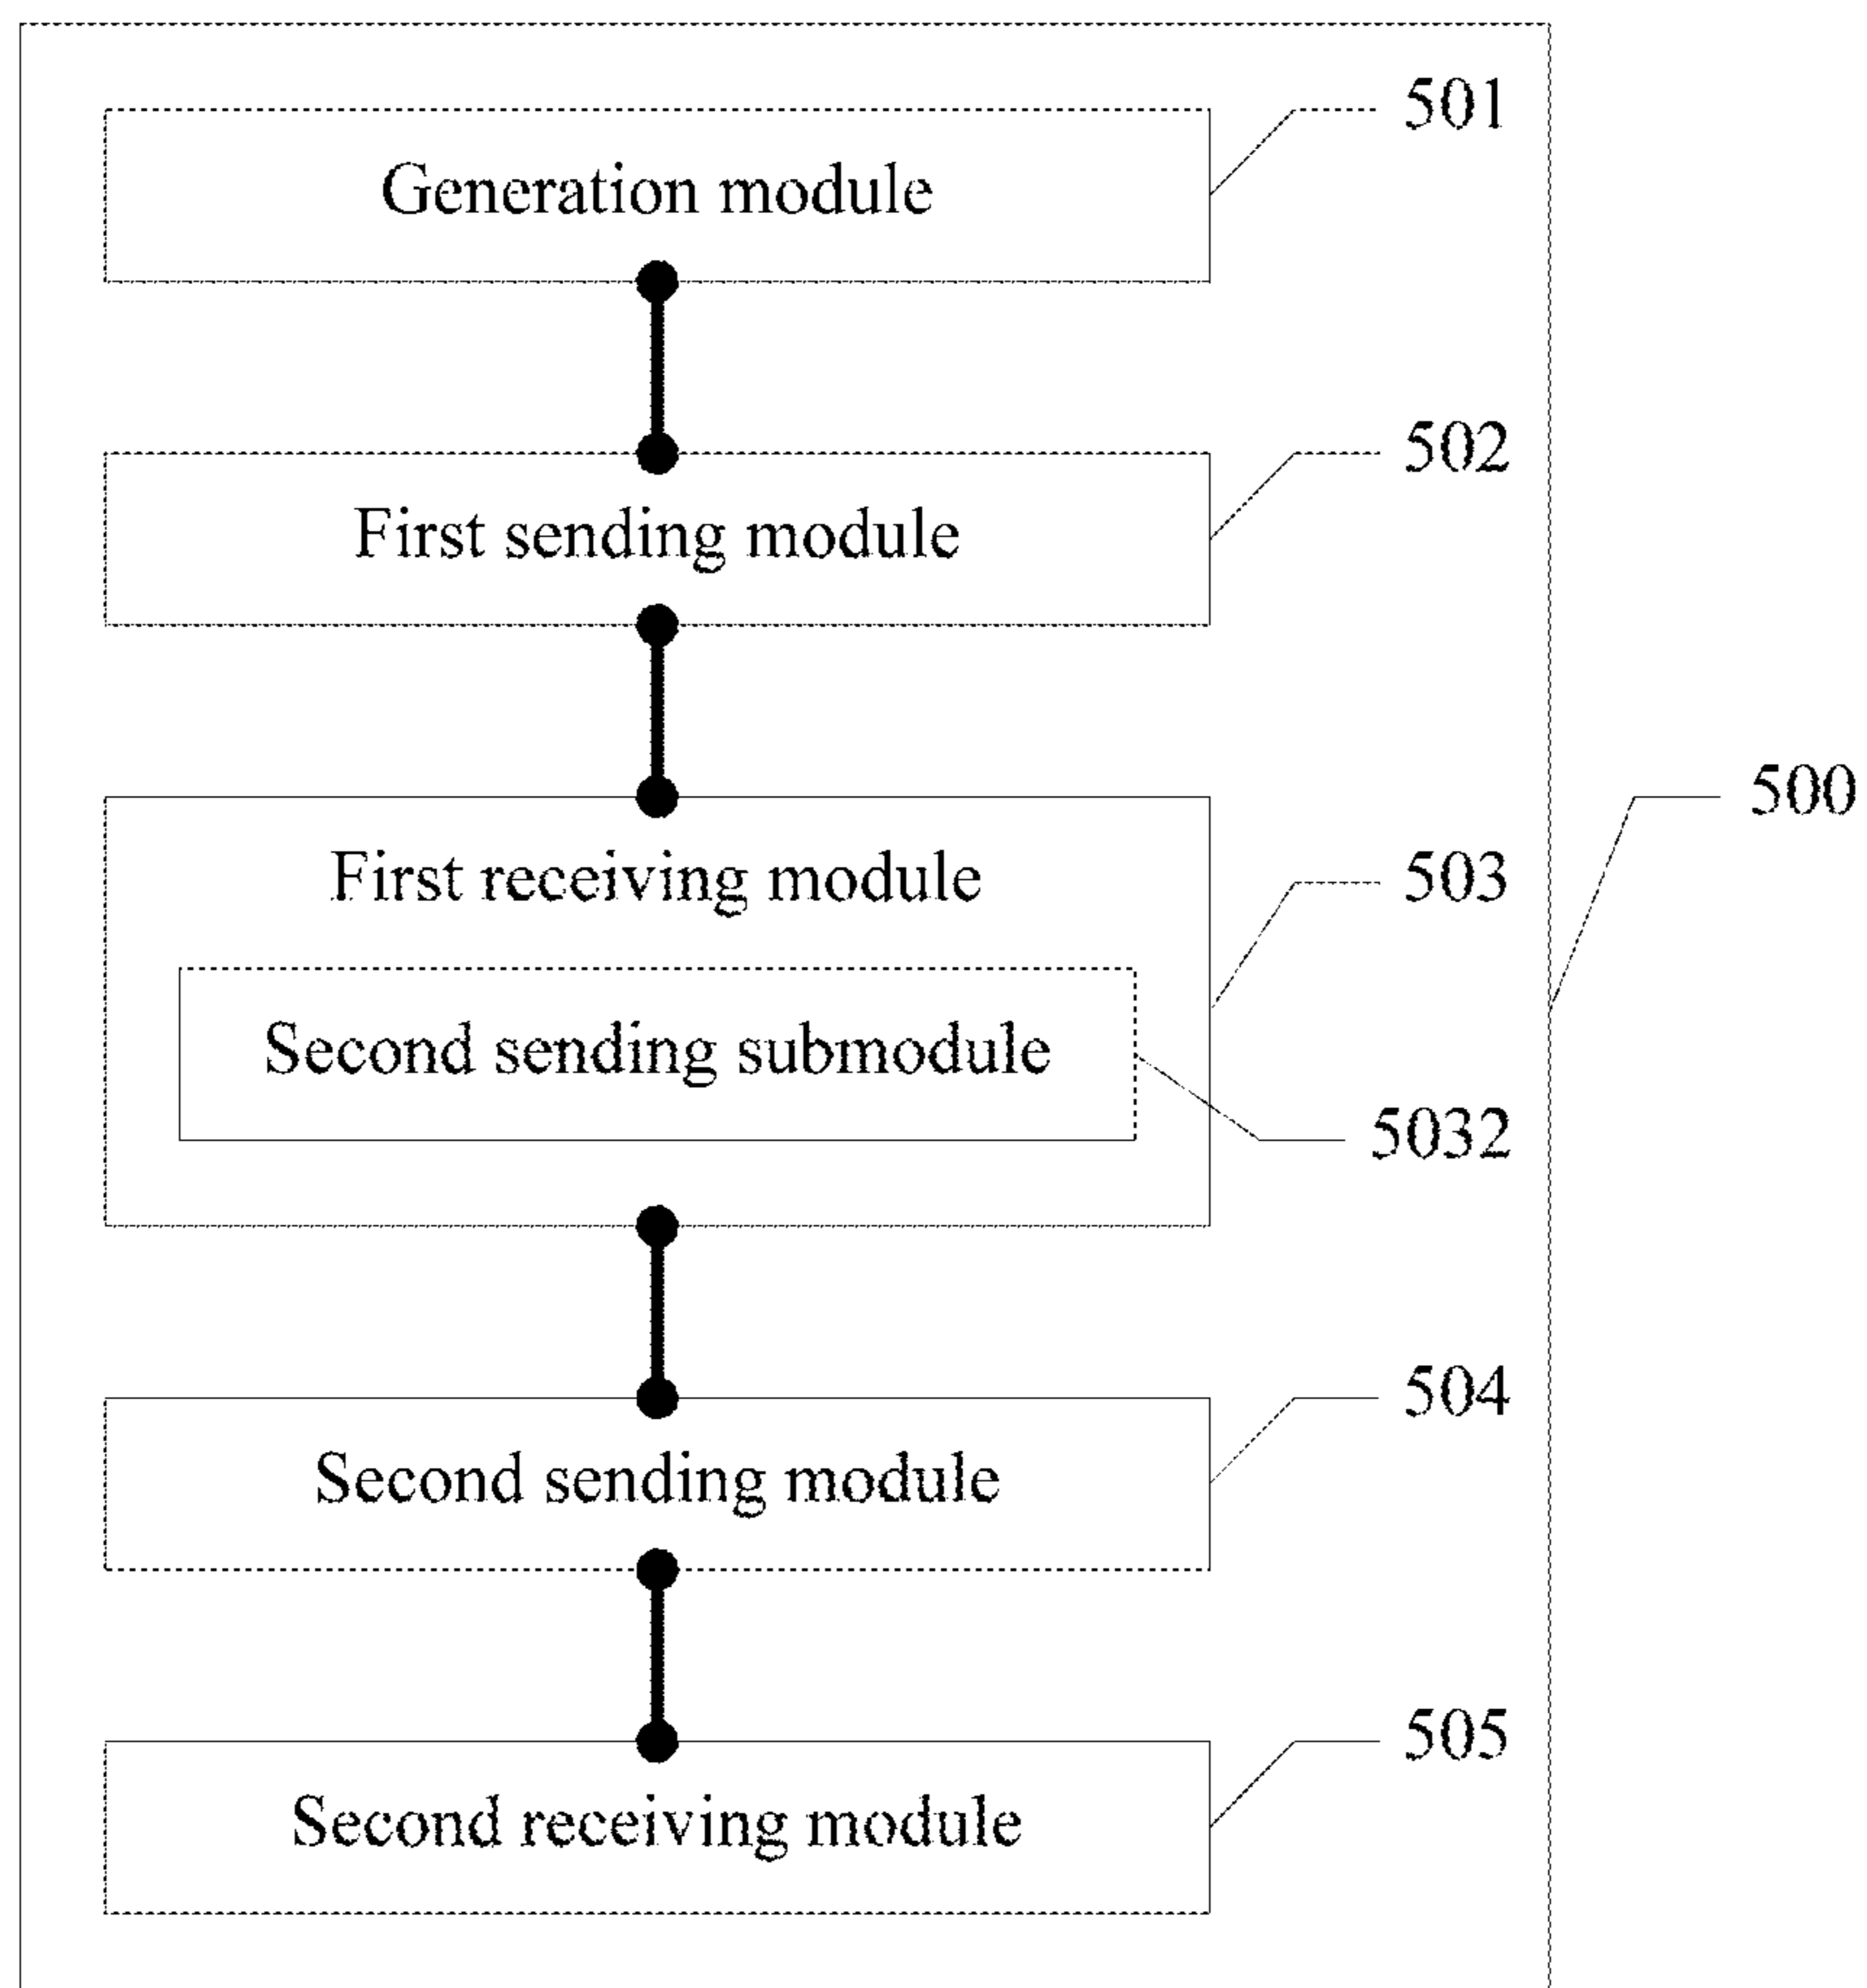 501
Generation module
502
First sending module
500
503
First receiving module
Second sending submodule
5032
504
Second sending module
505
Second receiving module